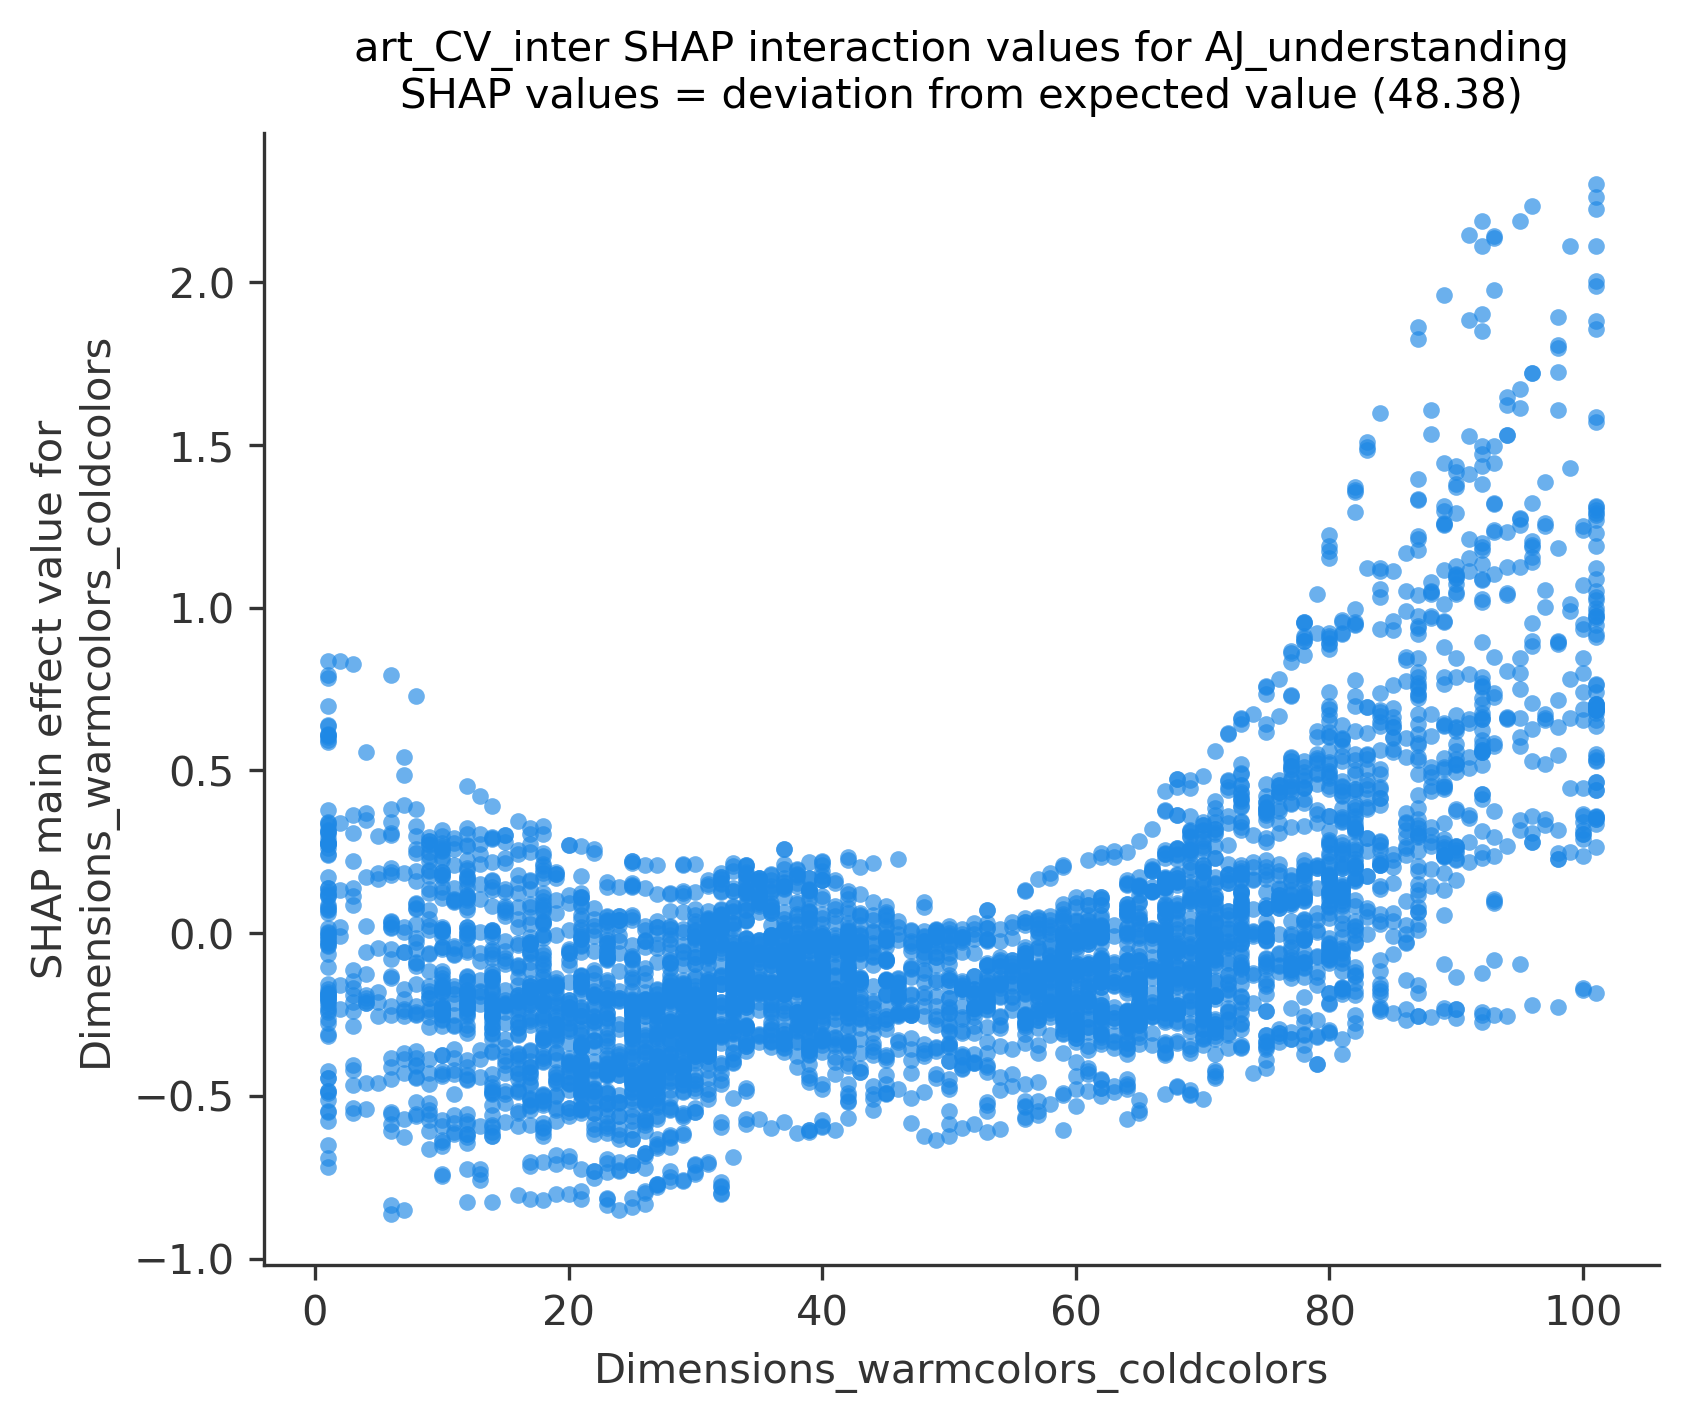 art_CV_inter SHAP interaction values for AJ_understanding
SHAP values = deviation from expected value (48.38)
SHAP main effect value for
Dimensions_warmcolors_coldcolors
2.0
1.5
1.0
0.5
0.0
−0.5
−1.0
0 20 40 60 80 100
Dimensions_warmcolors_coldcolors